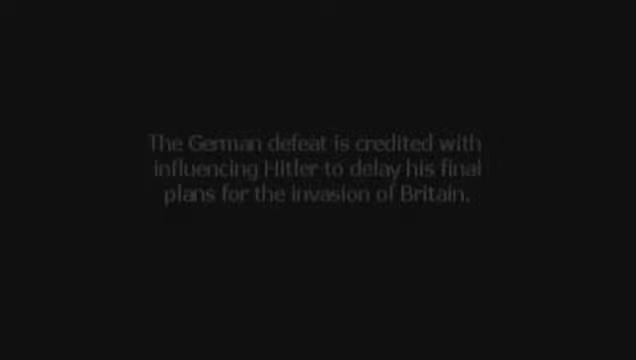 The German defeat is credited with
influencing Hitler to delay his final
plans for the invasion of Britain.